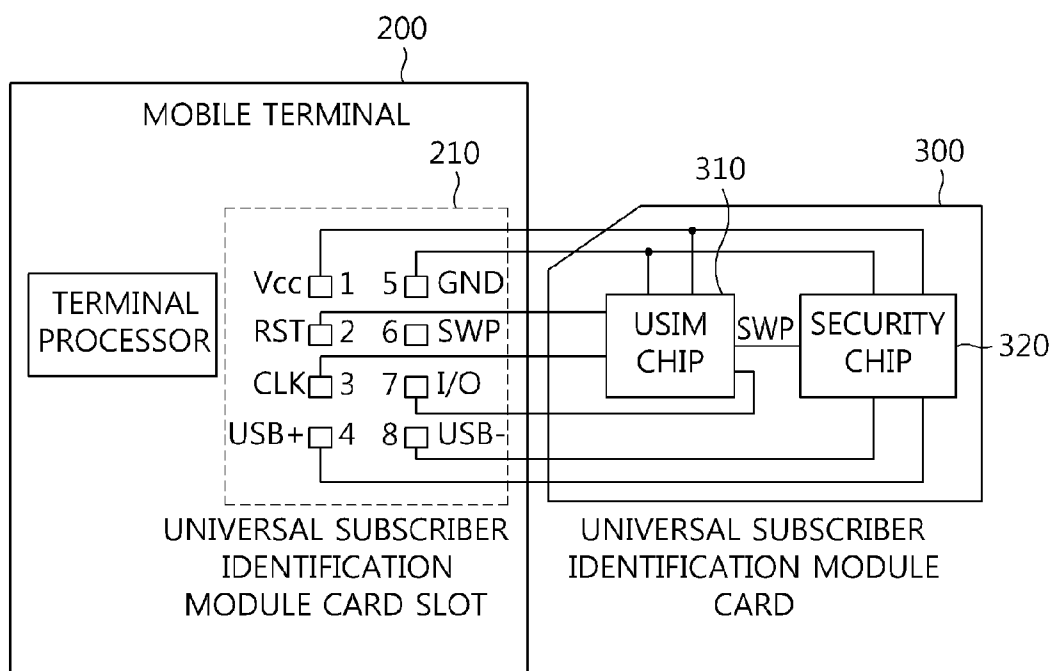 200
MOBILE TERMINAL
210
300
310
Vcc 1 5 GND
TERMINAL
PROCESSOR
RST 2 6 SWP
USIM
CHIP
SWP
SECURITY
CHIP
320
CLK 3 7 I/O
USB+ 4 8 USB-
UNIVERSAL SUBSCRIBER
IDENTIFICATION
MODULE CARD SLOT
UNIVERSAL SUBSCRIBER
IDENTIFICATION MODULE
CARD